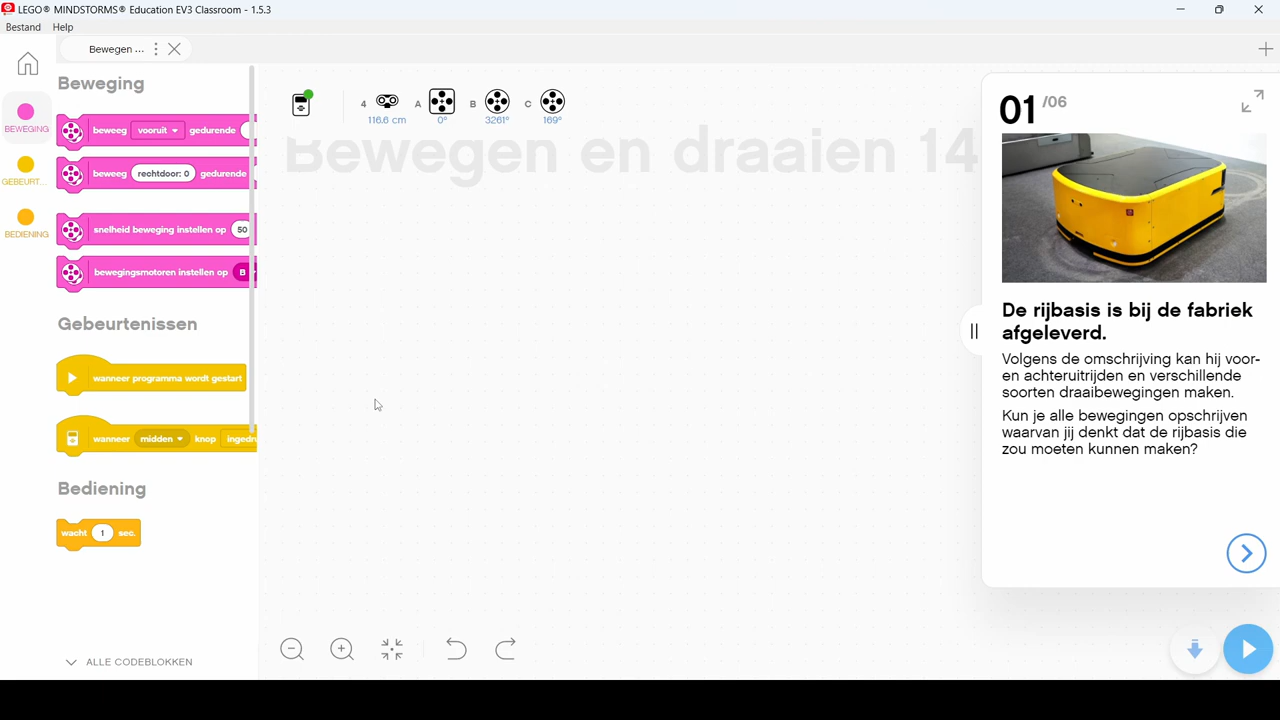 LEGO® MINDSTORMS® Education EV3 Classroom - 1.5.3
Bestand Help
Bewegen ...
BEWEGING
GEBEURT...
BEDIENING
Beweging
beweeg vooruit gedurende
beweeg rechtdoor: 0 gedurende
snelheid beweging instellen op 50
bewegingsmotoren instellen op B
Gebeurtenissen
wanneer programma wordt gestart
wanneer midden knop ingedru
Bediening
wacht 1 sec.
ALLE CODEBLOKKEN
4 A B C
116.6 cm 0° 3261° 169°
Bewegen en draaien 14
01 /06
De rijbasis is bij de fabriek
afgeleverd.
Volgens de omschrijving kan hij voor-
en achteruitrijden en verschillende
soorten draaibewegingen maken.
Kun je alle bewegingen opschrijven
waarvan jij denkt dat de rijbasis die
zou moeten kunnen maken?